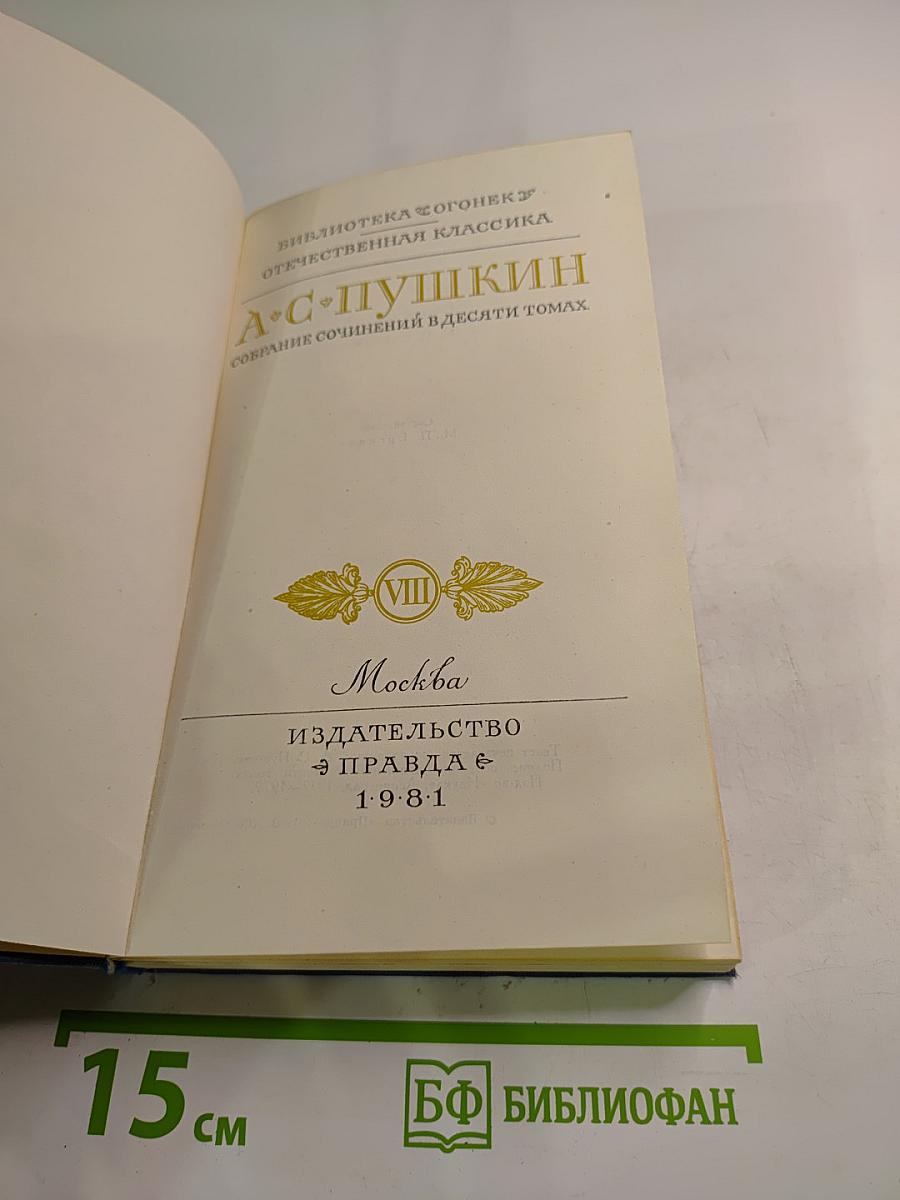 БИБЛИОТЕКА «ОГОНЕК»
ОТЕЧЕСТВЕННАЯ КЛАССИКА
А•С•ПУШКИН
СОБРАНИЕ СОЧИНЕНИЙ В ДЕСЯТИ ТОМАХ
VIII
Москва
ИЗДАТЕЛЬСТВО
ПРАВДА
1•9•8•1
15 см
БФ БИБЛИОФАН